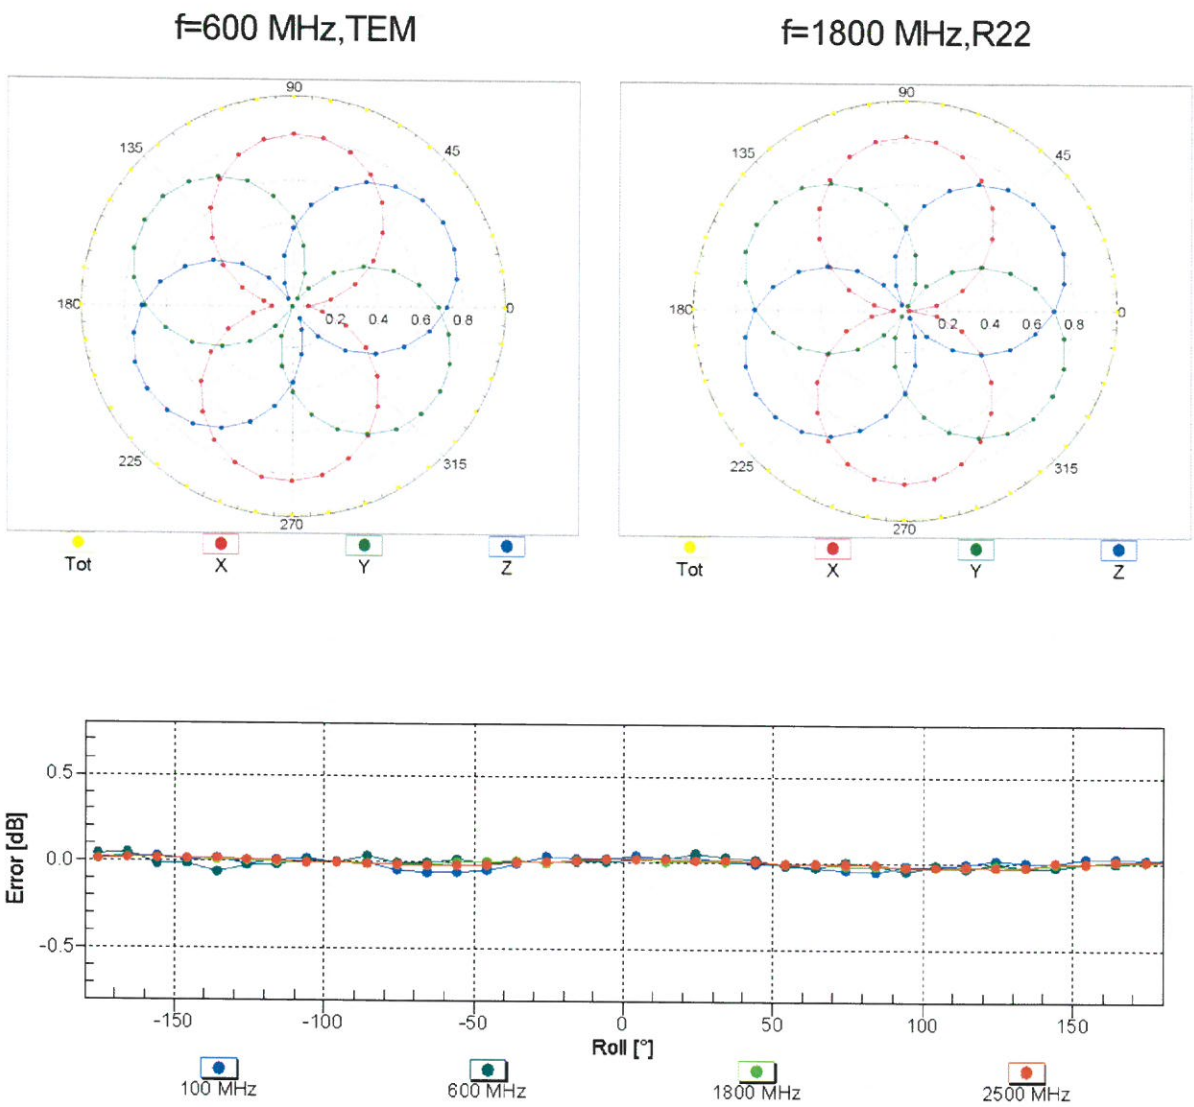 f=600 MHz,TEM
f=1800 MHz,R22
90
135
45
180
0
0.2 0.4 0.6 0.8
225
315
270
Tot X Y Z
90
135
45
180
0
0.2 0.4 0.6 0.8
225
315
270
Tot X Y Z
Error [dB]
0.5
0.0
-0.5
-150 -100 -50 0 50 100 150
Roll [°]
100 MHz 600 MHz 1800 MHz 2500 MHz